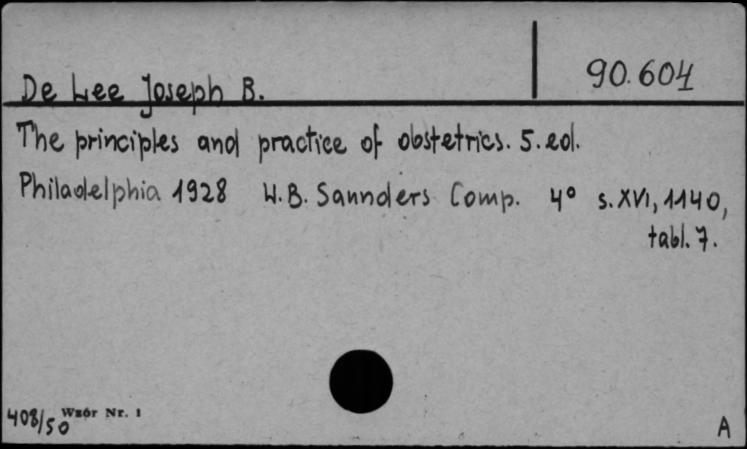 90.604
De Lee Joseph B.
The principles and practice of obstetrics. 5. ed.
Philadelphia 1928 W. B. Saunders Comp. 4° s. XVI, 1140,
tabl. 7.
408/50 Wzór Nr. 1
A